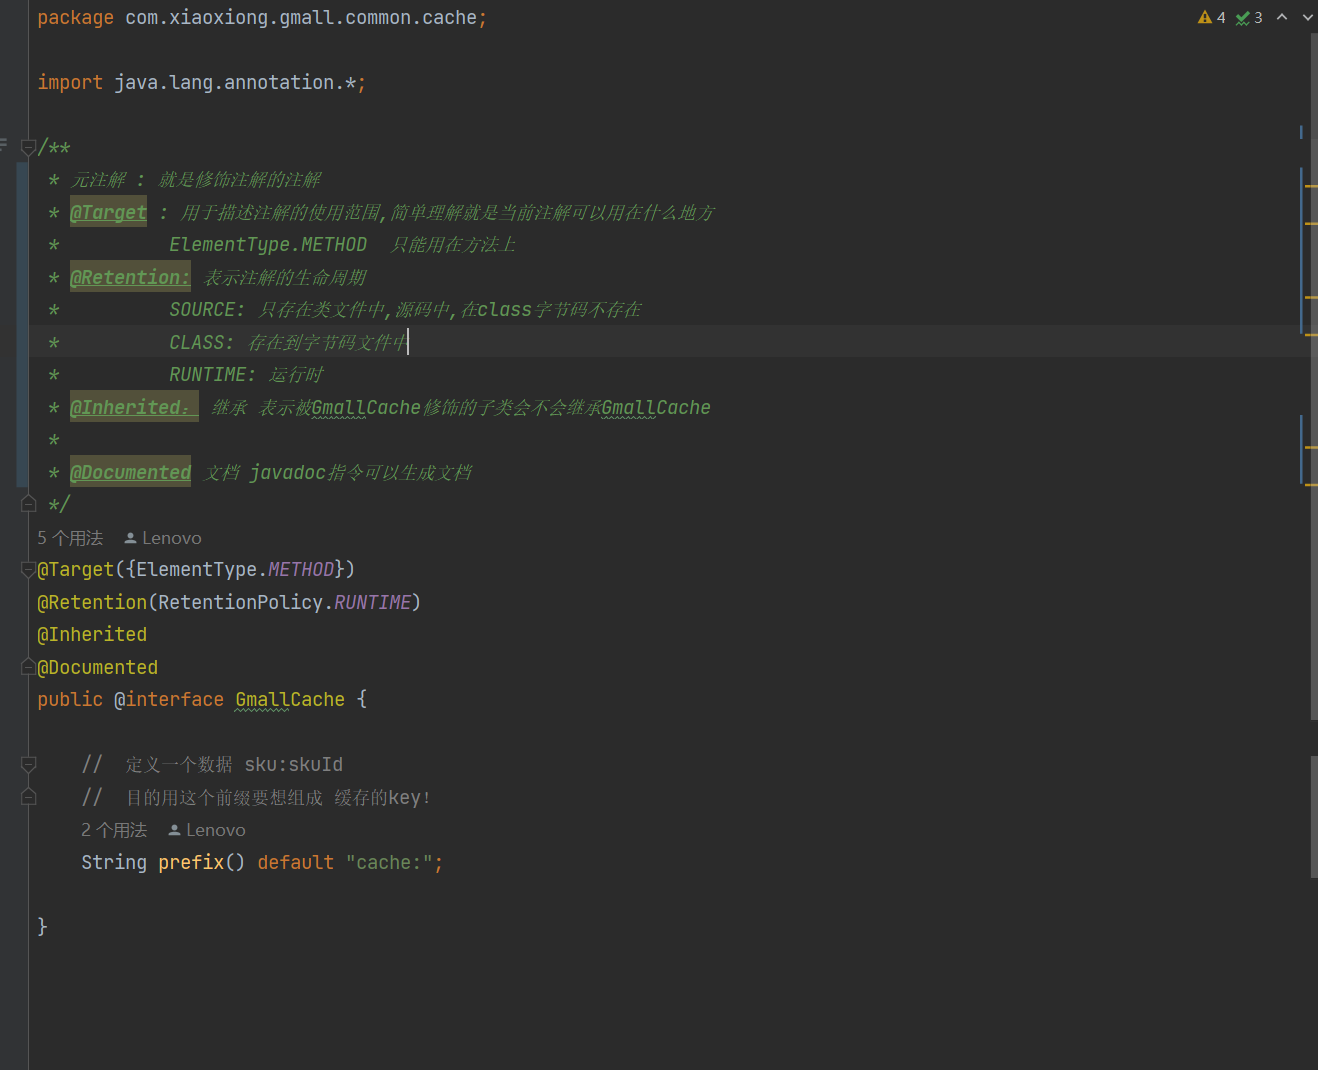 package com.xiaoxiong.gmall.common.cache;
4 3
import java.lang.annotation.*;
/**
* 元注解 : 就是修饰注解的注解
* @Target : 用于描述注解的使用范围,简单理解就是当前注解可以用在什么地方
* ElementType.METHOD 只能用在方法上
* @Retention: 表示注解的生命周期
* SOURCE: 只存在类文件中,源码中,在class字节码不存在
* CLASS: 存在到字节码文件中
* RUNTIME: 运行时
* @Inherited： 继承 表示被GmallCache修饰的子类会不会继承GmallCache
*
* @Documented 文档 javadoc指令可以生成文档
*/
5 个用法 Lenovo
@Target({ElementType.METHOD})
@Retention(RetentionPolicy.RUNTIME)
@Inherited
@Documented
public @interface GmallCache {
// 定义一个数据 sku:skuId
// 目的用这个前缀要想组成 缓存的key!
2 个用法 Lenovo
String prefix() default "cache:";
}